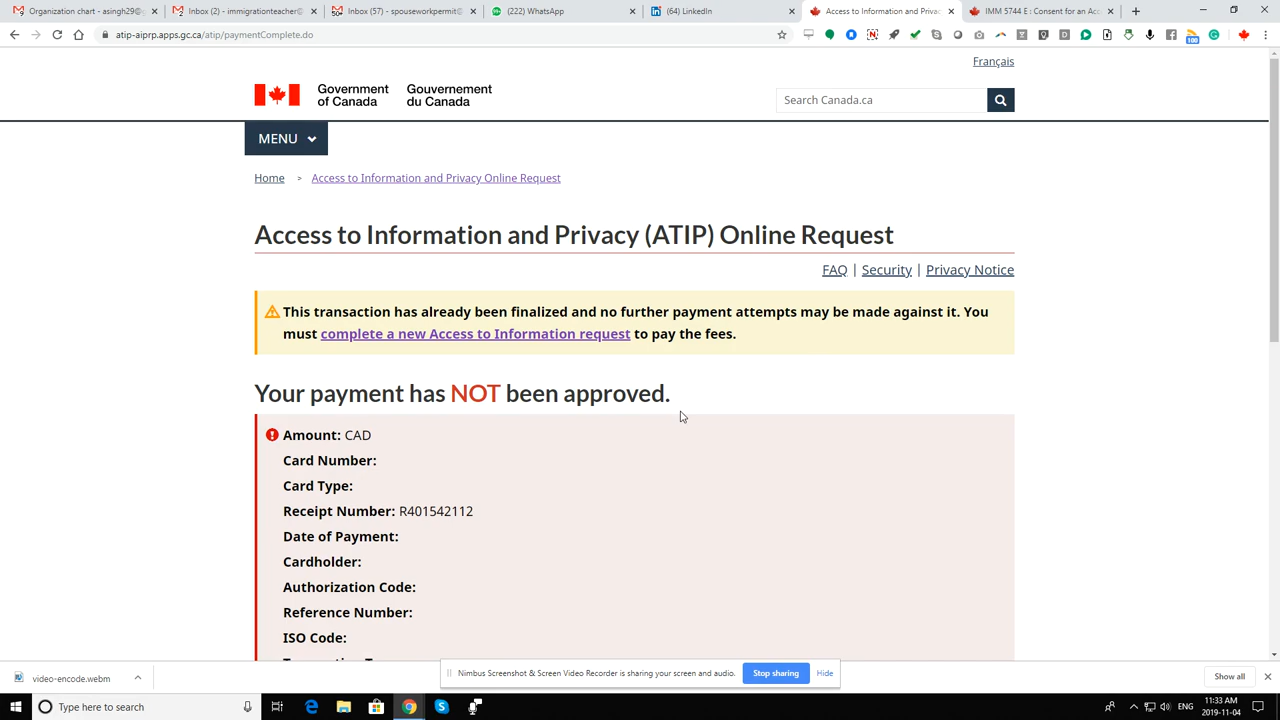 Organization chart - asingh29@
Inbox (2) - immigrationteacher@
Inbox (57) - spouseworkpermit@
(222) WhatsApp
(64) LinkedIn
Access to Information and Privac
IMM 5744 E : Consent for an Acc
atip-aiprp.apps.gc.ca/atip/paymentComplete.do
100
Français
Government of Canada
Gouvernement du Canada
Search Canada.ca
MENU
Home > Access to Information and Privacy Online Request
Access to Information and Privacy (ATIP) Online Request
FAQ | Security | Privacy Notice
This transaction has already been finalized and no further payment attempts may be made against it. You
must complete a new Access to Information request to pay the fees.
Your payment has NOT been approved.
Amount: CAD
Card Number:
Card Type:
Receipt Number: R401542112
Date of Payment:
Cardholder:
Authorization Code:
Reference Number:
ISO Code:
Nimbus Screenshot & Screen Video Recorder is sharing your screen and audio.
Stop sharing
Hide
video-encode.webm
Show all
Type here to search
ENG
11:33 AM
2019-11-04